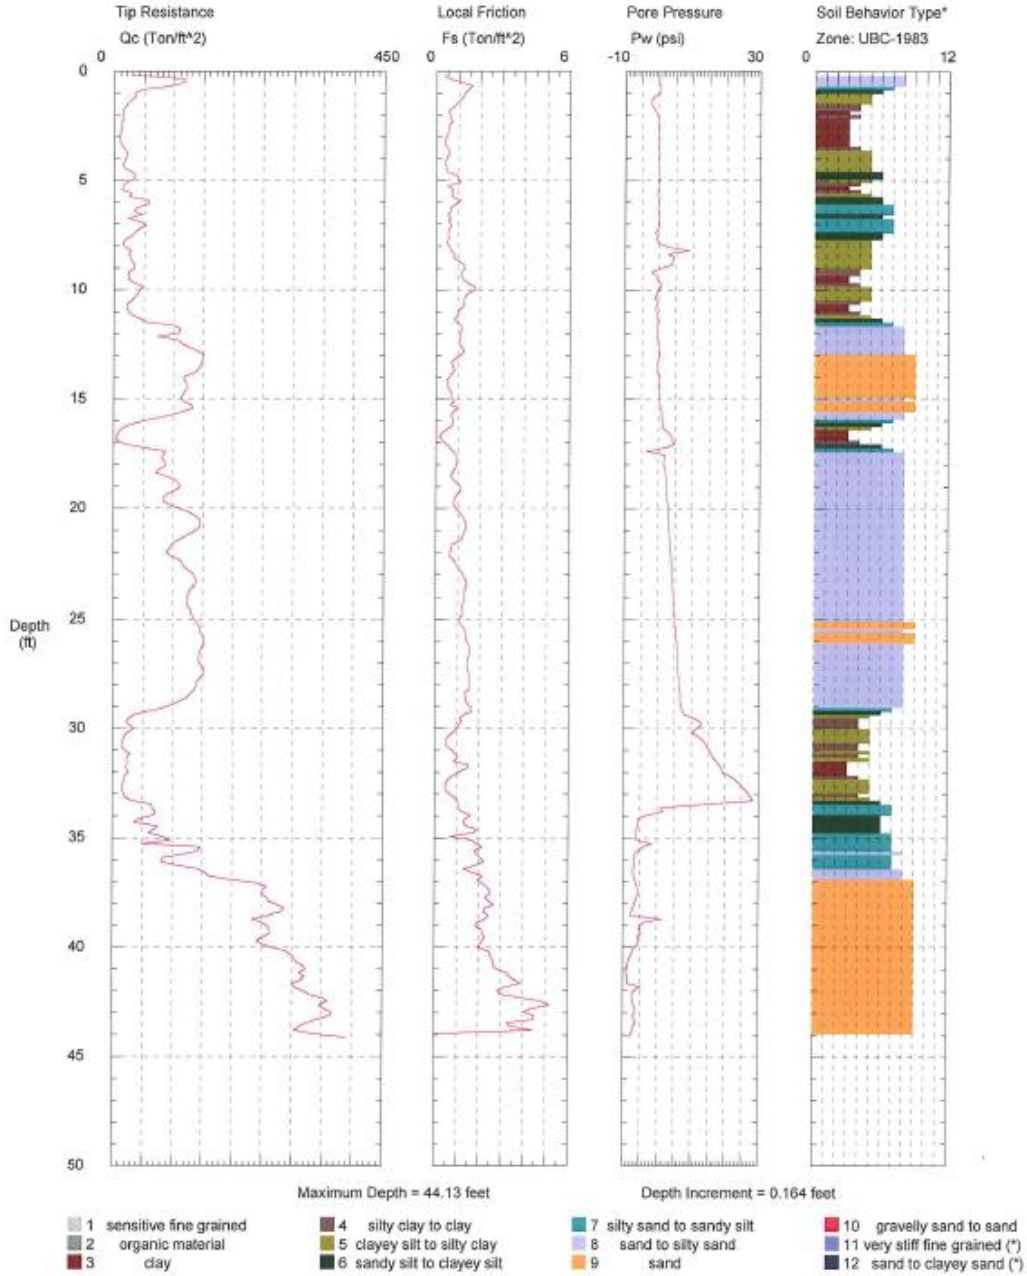 Tip Resistance Local Friction Pore Pressure Soil Behavior Type*
Qc (Ton/ft^2) Fs (Ton/ft^2) Pw (psi) Zone: UBC-1983
0 450 0 6 -10 30 0 12
0
5
10
15
20
25
Depth
(ft)
30
35
40
45
50
Maximum Depth = 44.13 feet Depth Increment = 0.164 feet
1 sensitive fine grained 4 silty clay to clay 7 silty sand to sandy silt 10 gravelly sand to sand
2 organic material 5 clayey silt to silty clay 8 sand to silty sand 11 very stiff fine grained (*)
3 clay 6 sandy silt to clayey silt 9 sand 12 sand to clayey sand (*)